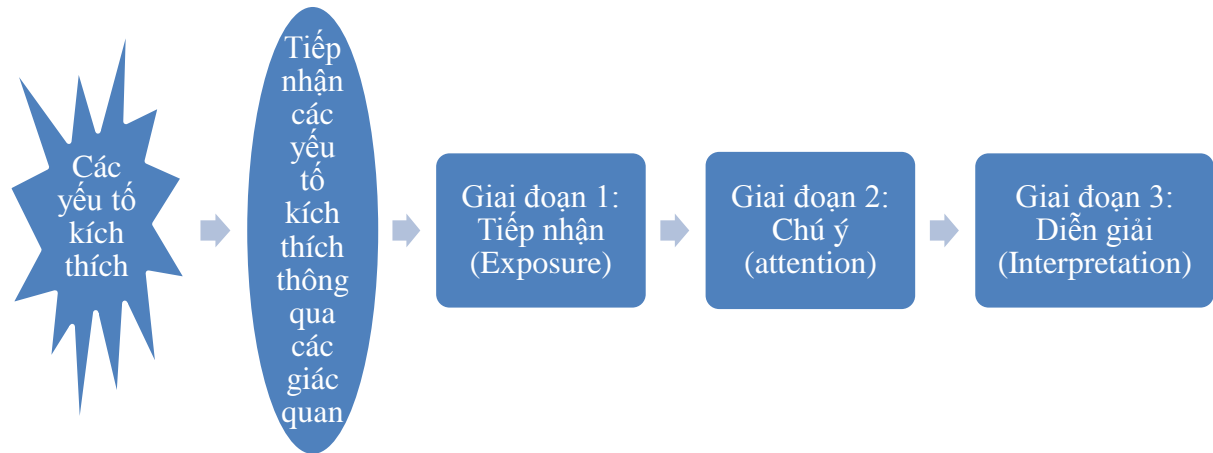 Các
yếu tố
kích
thích
Tiếp
nhận
các
yếu
tố
kích
thích
thông
qua
các
giác
quan
Giai đoạn 1:
Tiếp nhận
(Exposure)
Giai đoạn 2:
Chú ý
(attention)
Giai đoạn 3:
Diễn giải
(Interpretation)